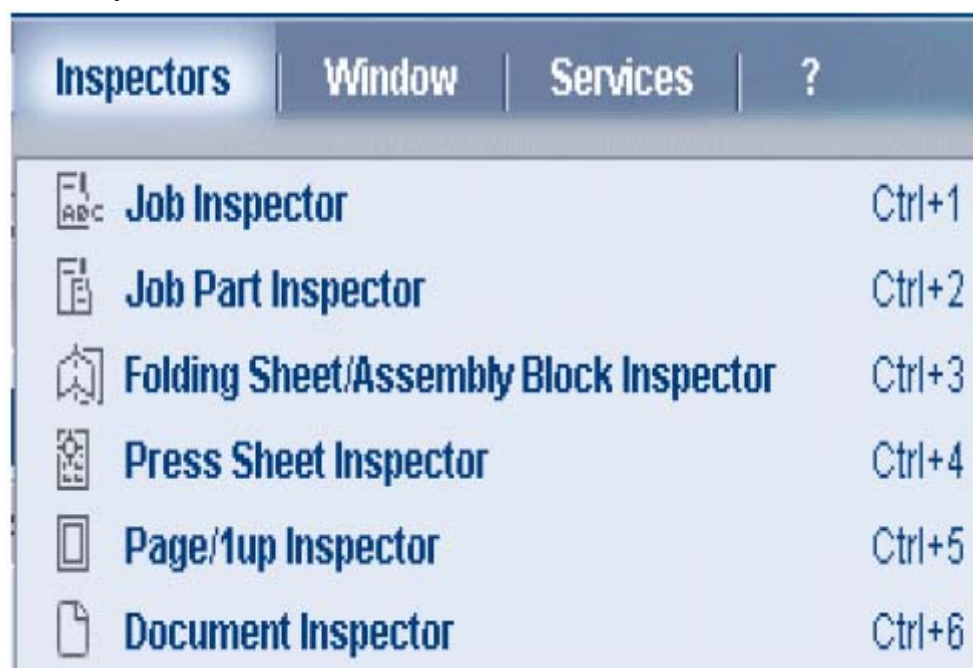 Inspectors Window Services ?
Job Inspector Ctrl+1
Job Part Inspector Ctrl+2
Folding Sheet/Assembly Block Inspector Ctrl+3
Press Sheet Inspector Ctrl+4
Page/1up Inspector Ctrl+5
Document Inspector Ctrl+6